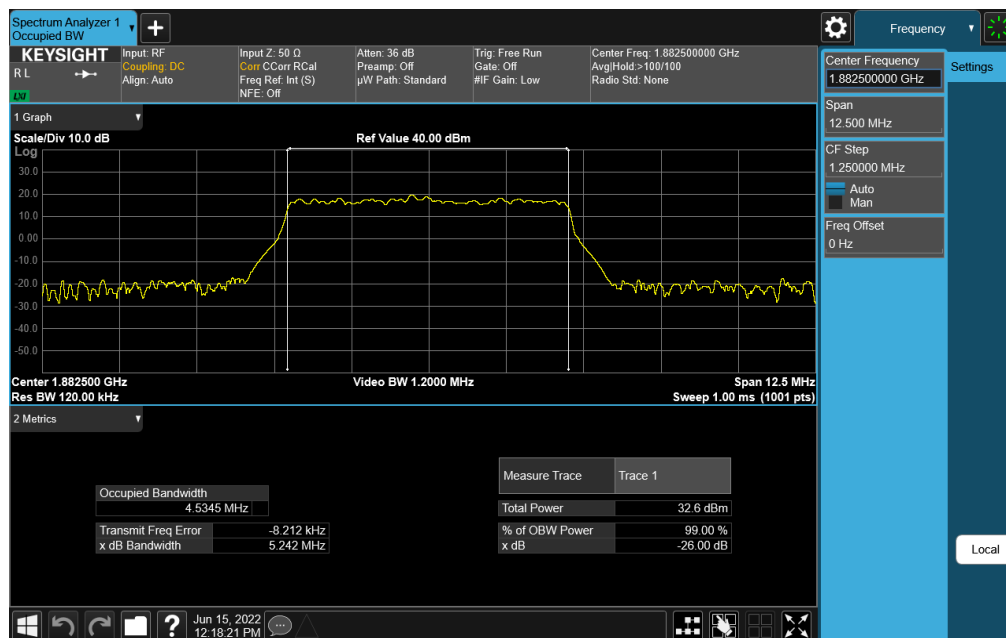 Spectrum Analyzer 1
Occupied BW
Frequency
KEYSIGHT
R L
LXI
Input: RF
Coupling: DC
Align: Auto
Input Z: 50 Ω
Corr CCorr RCal
Freq Ref: Int (S)
NFE: Off
Atten: 36 dB
Preamp: Off
µW Path: Standard
Trig: Free Run
Gate: Off
#IF Gain: Low
Center Freq: 1.882500000 GHz
Avg|Hold:>100/100
Radio Std: None
Center Frequency
1.882500000 GHz
Settings
Span
12.500 MHz
CF Step
1.250000 MHz
Auto
Man
Freq Offset
0 Hz
1 Graph
Scale/Div 10.0 dB
Ref Value 40.00 dBm
Log
30.0
20.0
10.0
0.00
-10.0
-20.0
-30.0
-40.0
-50.0
Center 1.882500 GHz
Video BW 1.2000 MHz
Span 12.5 MHz
Res BW 120.00 kHz
Sweep 1.00 ms (1001 pts)
2 Metrics
Measure Trace
Trace 1
Occupied Bandwidth
4.5345 MHz
Total Power
32.6 dBm
Transmit Freq Error
-8.212 kHz
% of OBW Power
99.00 %
x dB Bandwidth
5.242 MHz
x dB
-26.00 dB
Local
?
Jun 15, 2022
12:18:21 PM